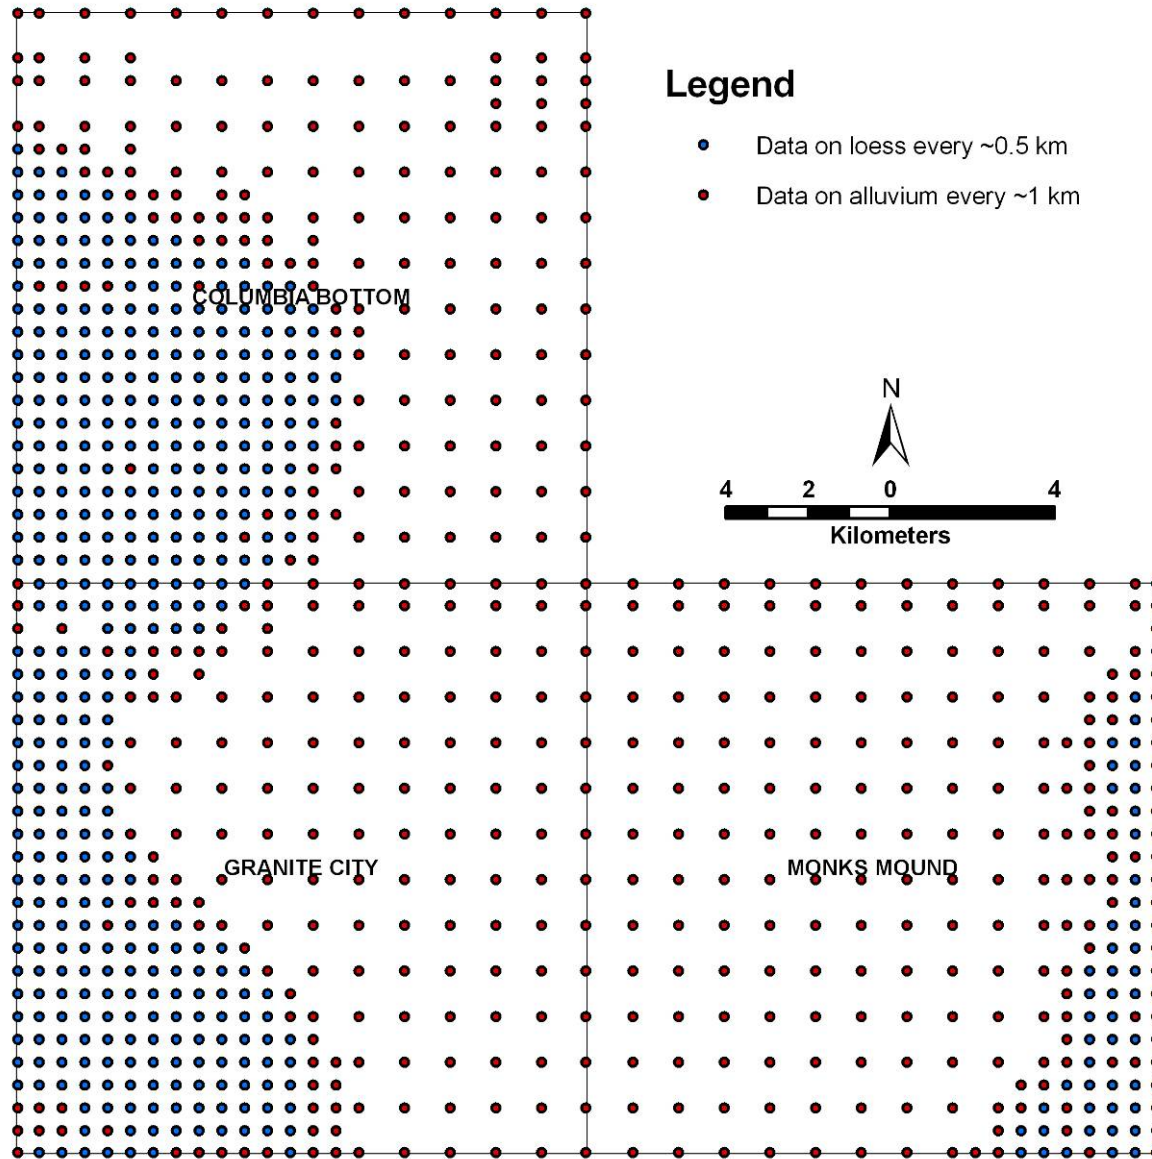 Legend
Data on loess every ~0.5 km
Data on alluvium every ~1 km
COLUMBIA BOTTOM
N
4 2 0 4
Kilometers
GRANITE CITY
MONKS MOUND